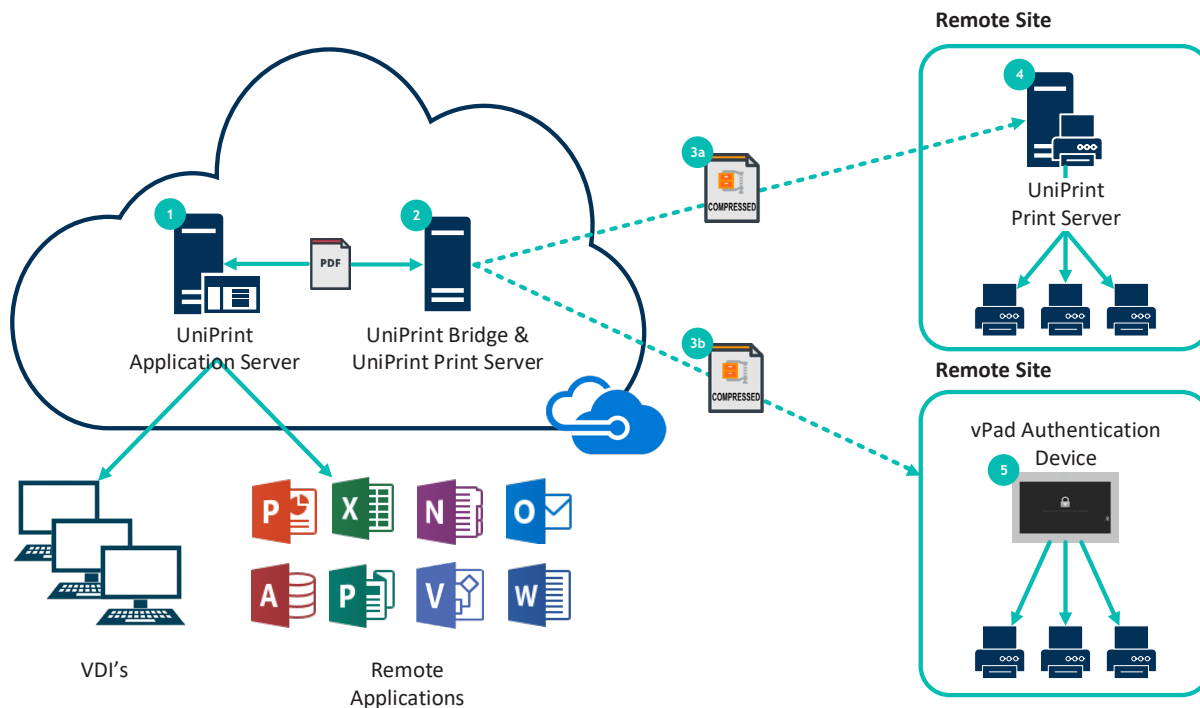 Remote Site
4
3a
COMPRESSED
UniPrint
Print Server
1
2
PDF
UniPrint
Application Server
UniPrint Bridge &
UniPrint Print Server
3b
COMPRESSED
Remote Site
vPad Authentication
Device
5
P
X
N
O
A
P
V
W
VDI's
Remote
Applications